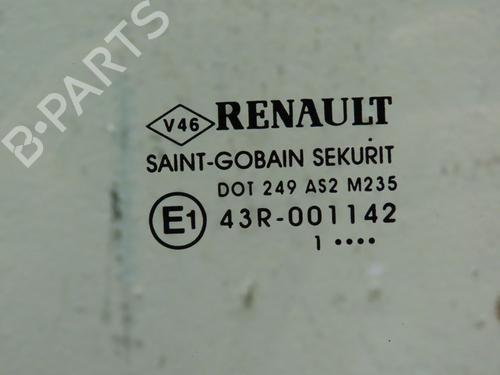 B-PARTS
V46 RENAULT
SAINT-GOBAIN SEKURIT
DOT 249 AS2 M235
E1 43R-001142
1 ••••